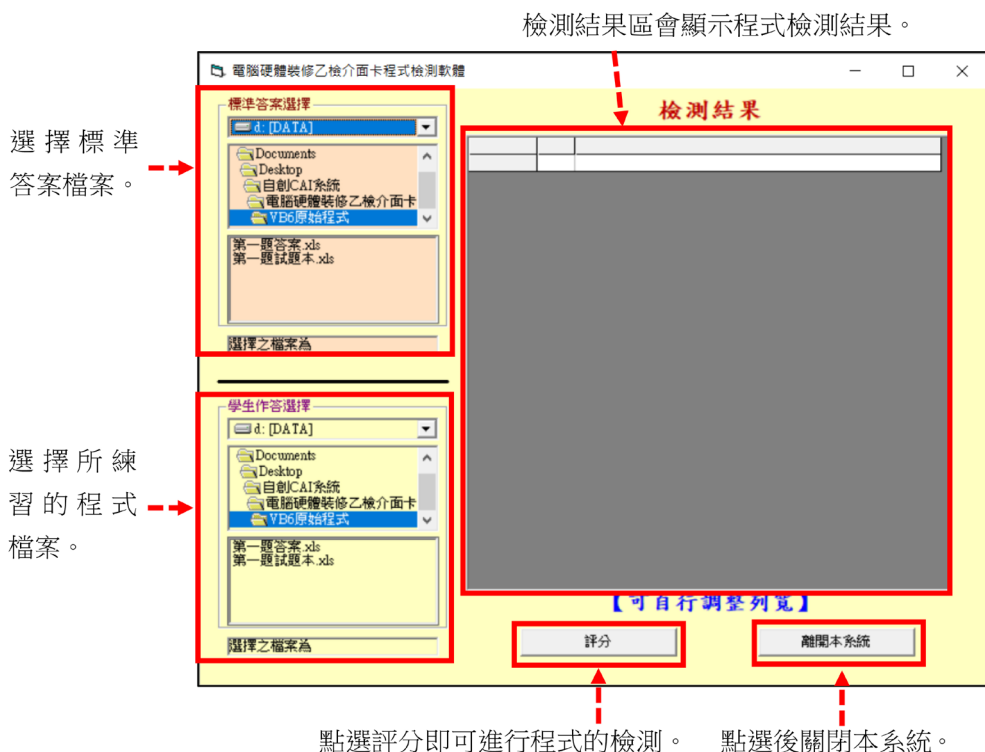 檢測結果區會顯示程式檢測結果。
電腦硬體裝修乙檢介面卡程式檢測軟體
選擇標準
答案檔案。
標準答案選擇
d: [DATA]
Documents
Desktop
自創CAI系統
電腦硬體裝修乙檢介面卡
VB6原始程式
第一題答案.xls
第一題試題本.xls
選擇之檔案為
檢測結果
選擇所練
習的程式
檔案。
學生作答選擇
d: [DATA]
Documents
Desktop
自創CAI系統
電腦硬體裝修乙檢介面卡
VB6原始程式
第一題答案.xls
第一題試題本.xls
選擇之檔案為
【可自行調整列寬】
評分
離開本系統
點選評分即可進行程式的檢測。
點選後關閉本系統。